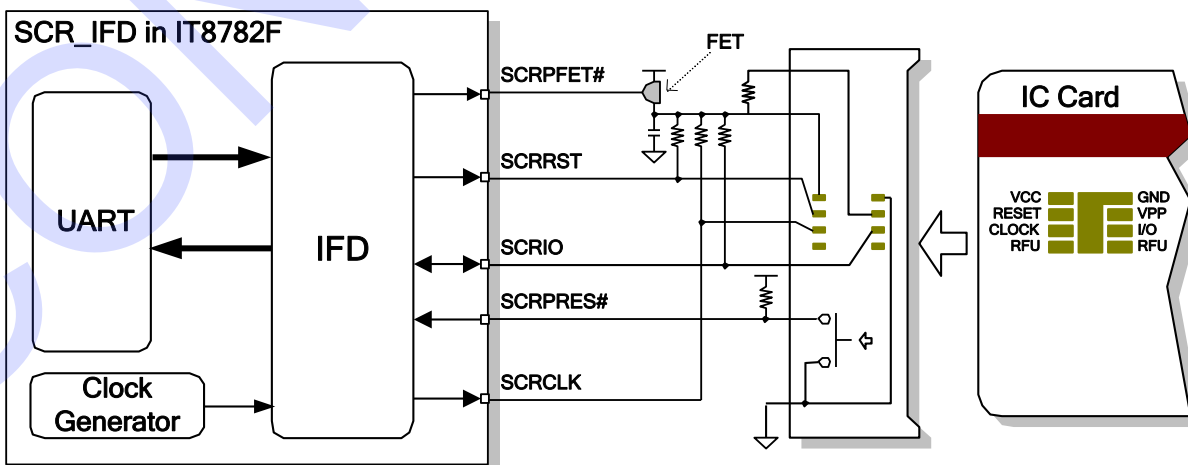 SCR_IFD in IT8782F
UART
IFD
Clock
Generator
SCRPFET#
SCRRST
SCRIO
SCRPRES#
SCRCLK
FET
IC Card
VCC
RESET
CLOCK
RFU
GND
VPP
I/O
RFU